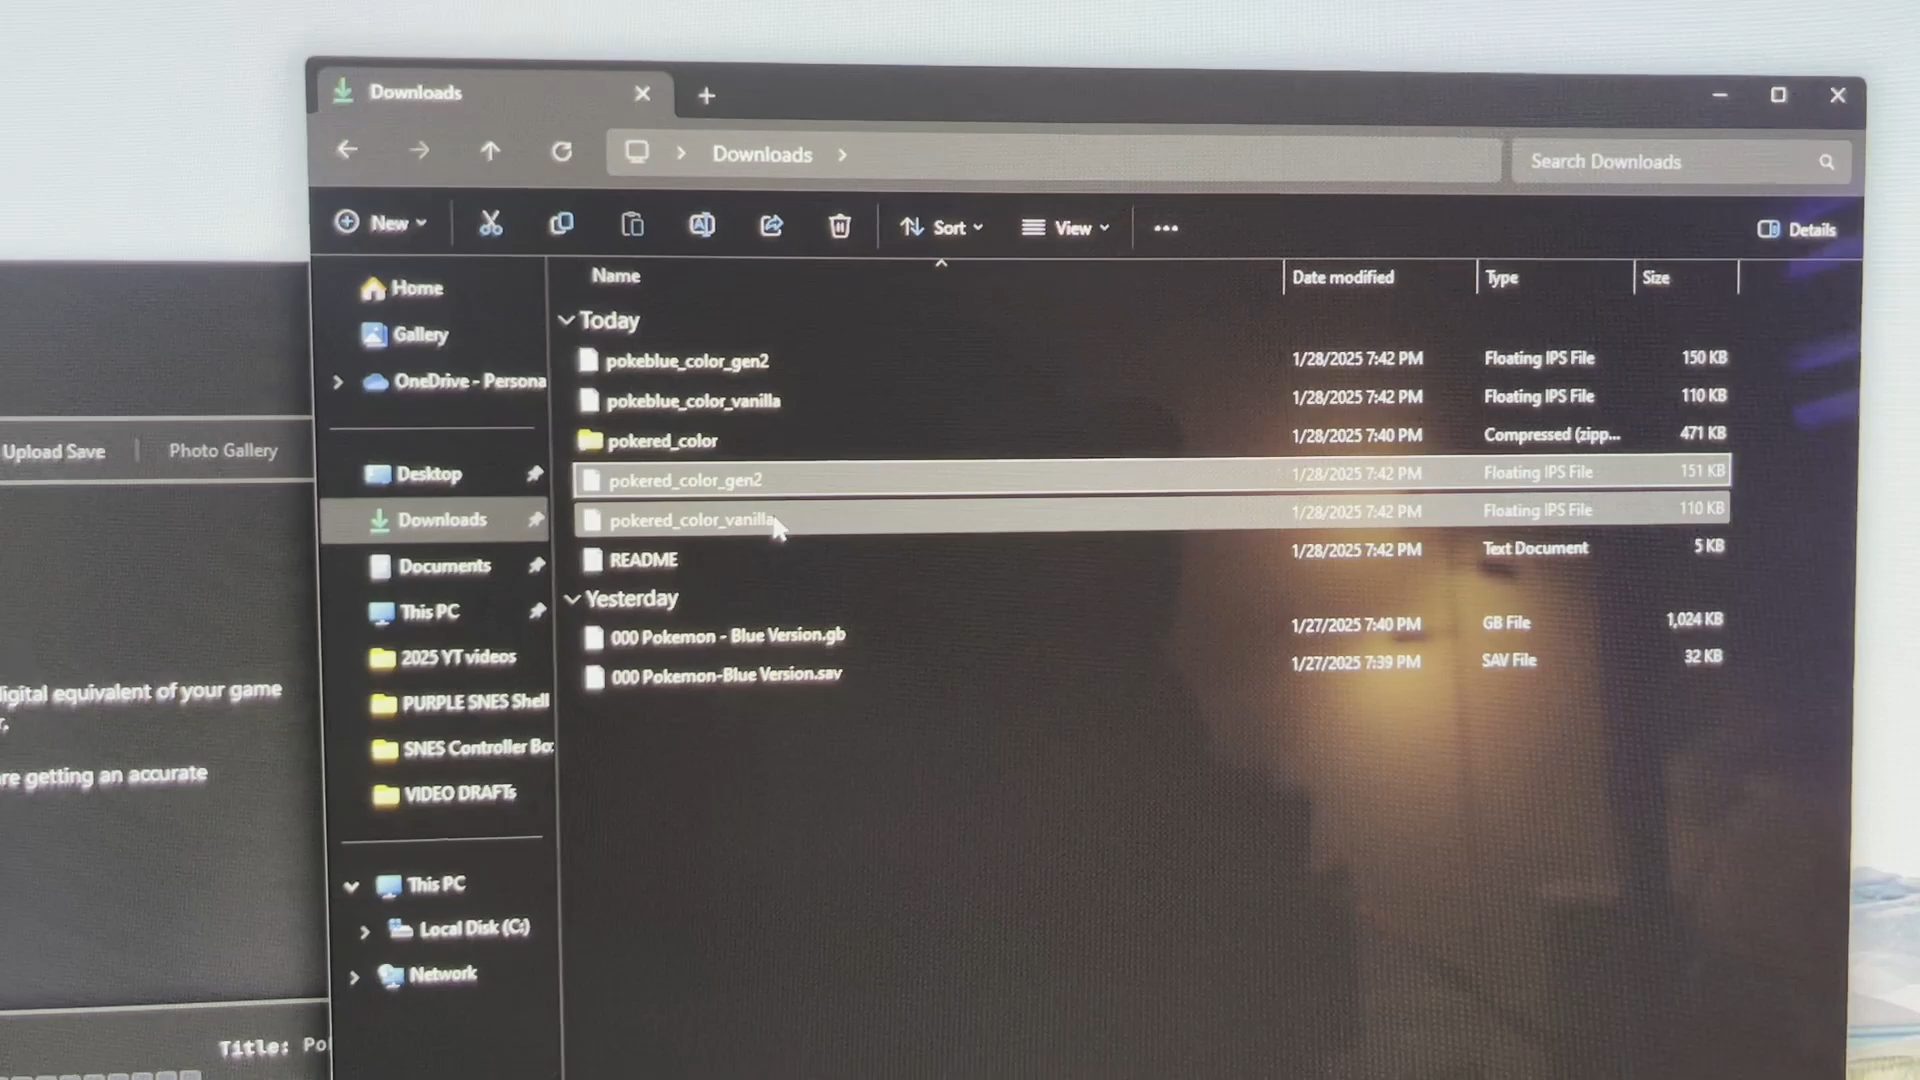 Downloads
Downloads
Search Downloads
New
Sort
View
Details
Home
Gallery
OneDrive - Persona
Desktop
Downloads
Documents
This PC
2025 YT videos
PURPLE SNES Shell
SNES Controller Bo
VIDEO DRAFTs
This PC
Local Disk (C:)
Network
Name Date modified Type Size
Today
pokeblue_color_gen2 1/28/2025 7:42 PM Floating IPS File 150 KB
pokeblue_color_vanilla 1/28/2025 7:42 PM Floating IPS File 110 KB
pokered_color 1/28/2025 7:40 PM Compressed (zipp... 471 KB
pokered_color_gen2 1/28/2025 7:42 PM Floating IPS File 151 KB
pokered_color_vanilla 1/28/2025 7:42 PM Floating IPS File 110 KB
README 1/28/2025 7:42 PM Text Document 5 KB
Yesterday
000 Pokemon - Blue Version.gb 1/27/2025 7:40 PM GB File 1,024 KB
000 Pokemon-Blue Version.sav 1/27/2025 7:39 PM SAV File 32 KB
Upload Save | Photo Gallery
igital equivalent of your game
r.
re getting an accurate
Title: Po